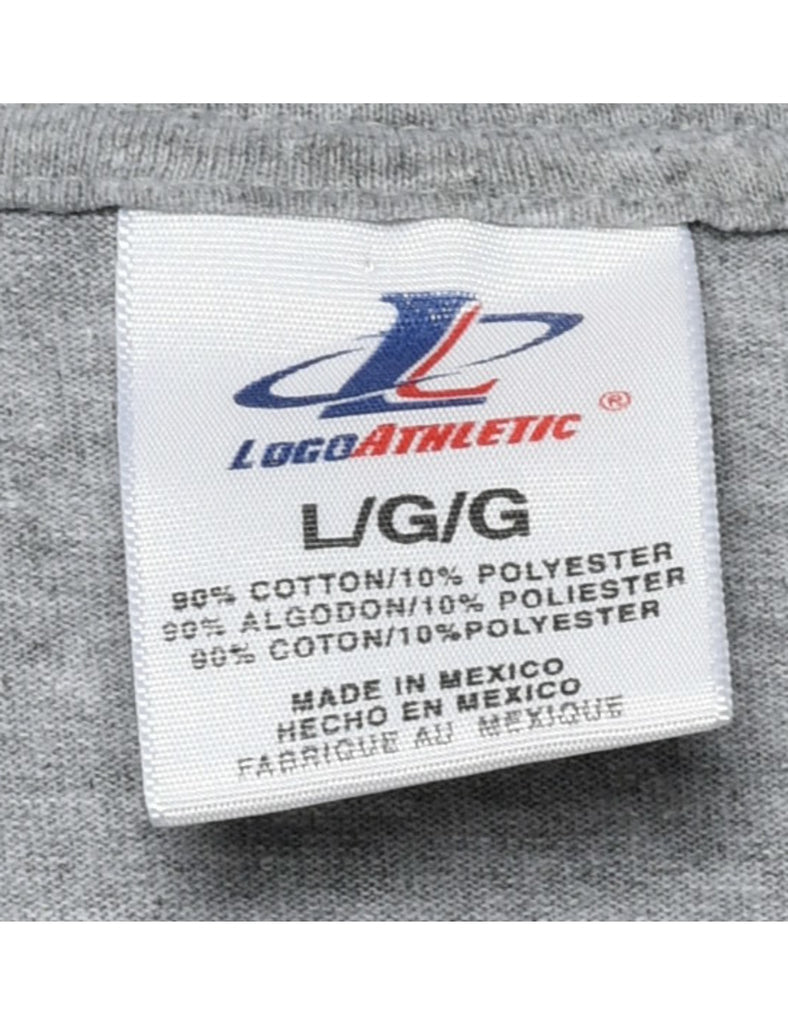 L
LOGOATHLETIC ®
L/G/G
90% COTTON/10% POLYESTER
90% ALGODON/10% POLIESTER
90% COTON/10% POLYESTER
MADE IN MEXICO
HECHO EN MEXICO
FABRIQUE AU MEXIQUE